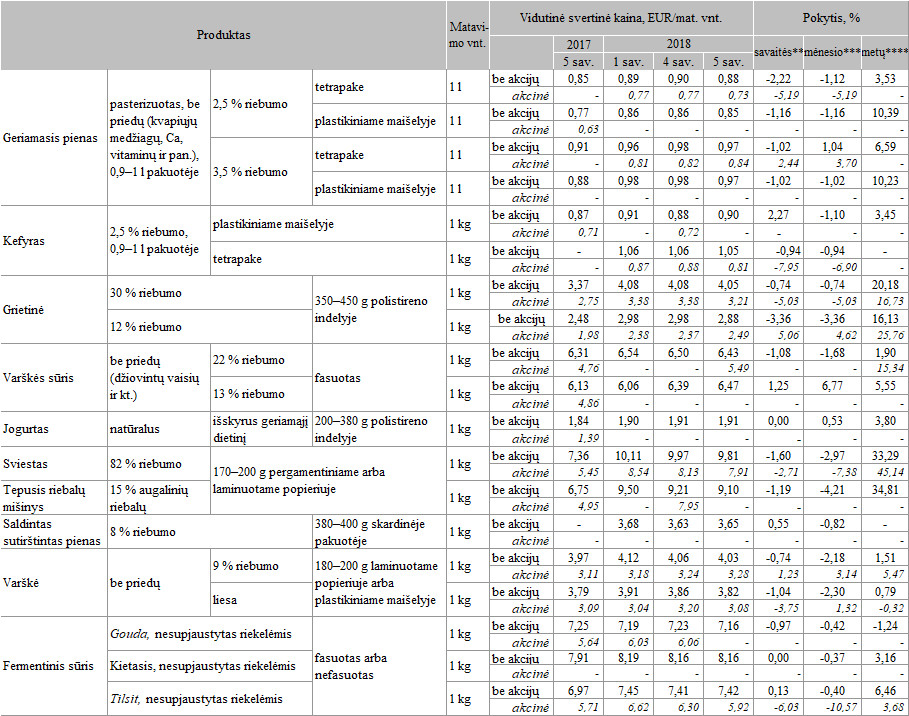 Produktas Matavi-mo vnt. Vidutinė svertinė kaina, EUR/mat. vnt. Pokytis, %
2017 2018 savaitės** mėnesio*** metų****
5 sav. 1 sav. 4 sav. 5 sav.
Geriamasis pienas pasterizuotas, be priedų (kvapiųjų medžiagų, Ca, vitaminų ir pan.), 0,9–1 l pakuotėje 2,5 % riebumo tetrapake 1 l be akcijų 0,85 0,89 0,90 0,88 -2,22 -1,12 3,53
akcinė - 0,77 0,77 0,73 -5,19 -5,19 -
plastikiniame maišelyje 1 l be akcijų 0,77 0,86 0,86 0,85 -1,16 -1,16 10,39
akcinė 0,63 - - - - - -
3,5 % riebumo tetrapake 1 l be akcijų 0,91 0,96 0,98 0,97 -1,02 1,04 6,59
akcinė - 0,81 0,82 0,84 2,44 3,70 -
plastikiniame maišelyje 1 l be akcijų 0,88 0,98 0,98 0,97 -1,02 -1,02 10,23
akcinė - - - - - - -
Kefyras 2,5 % riebumo, 0,9–1 l pakuotėje plastikiniame maišelyje 1 kg be akcijų 0,87 0,91 0,88 0,90 2,27 -1,10 3,45
akcinė 0,71 - 0,72 - - - -
tetrapake 1 kg be akcijų - 1,06 1,06 1,05 -0,94 -0,94 -
akcinė - 0,87 0,88 0,81 -7,95 -6,90 -
Grietinė 30 % riebumo 350–450 g polistireno indelyje 1 kg be akcijų 3,37 4,08 4,08 4,05 -0,74 -0,74 20,18
akcinė 2,75 3,38 3,38 3,21 -5,03 -5,03 16,73
12 % riebumo 1 kg be akcijų 2,48 2,98 2,98 2,88 -3,36 -3,36 16,13
akcinė 1,98 2,38 2,37 2,49 5,06 4,62 25,76
Varškės sūris be priedų (džiovintų vaisių ir kt.) 22 % riebumo fasuotas 1 kg be akcijų 6,31 6,54 6,50 6,43 -1,08 -1,68 1,90
akcinė 4,76 - - 5,49 - - 15,34
13 % riebumo 1 kg be akcijų 6,13 6,06 6,39 6,47 1,25 6,77 5,55
akcinė 4,86 - - - - - -
Jogurtas natūralus išskyrus geriamąjį dietinį 200–380 g polistireno indelyje 1 kg be akcijų 1,84 1,90 1,91 1,91 0,00 0,53 3,80
akcinė 1,39 - - - - - -
Sviestas 82 % riebumo 170–200 g pergamentiniame arba laminuotame popieriuje 1 kg be akcijų 7,36 10,11 9,97 9,81 -1,60 -2,97 33,29
akcinė 5,45 8,54 8,13 7,91 -2,71 -7,38 45,14
Tepusis riebalų mišinys 15 % augalinių riebalų 1 kg be akcijų 6,75 9,50 9,21 9,10 -1,19 -4,21 34,81
akcinė 4,95 - 7,95 - - - -
Saldintas sutirštintas pienas 8 % riebumo 380–400 g skardinėje pakuotėje 1 kg be akcijų - 3,68 3,63 3,65 0,55 -0,82 -
akcinė - - - - - - -
Varškė be priedų 9 % riebumo 180–200 g laminuotame popieriuje arba plastikiniame maišelyje 1 kg be akcijų 3,97 4,12 4,06 4,03 -0,74 -2,18 1,51
akcinė 3,11 3,18 3,24 3,28 1,23 3,14 5,47
liesa 1 kg be akcijų 3,79 3,91 3,86 3,82 -1,04 -2,30 0,79
akcinė 3,09 3,04 3,20 3,08 -3,75 1,32 -0,32
Fermentinis sūris Gouda, nesupjaustytas riekelėmis fasuotas arba nefasuotas 1 kg be akcijų 7,25 7,19 7,23 7,16 -0,97 -0,42 -1,24
akcinė 5,64 6,03 6,06 - - - -
Kietasis, nesupjaustytas riekelėmis 1 kg be akcijų 7,91 8,19 8,16 8,16 0,00 -0,37 3,16
akcinė - - - - - - -
Tilsit, nesupjaustytas riekelėmis 1 kg be akcijų 6,97 7,45 7,41 7,42 0,13 -0,40 6,46
akcinė 5,71 6,62 6,30 5,92 -6,03 -10,57 3,68